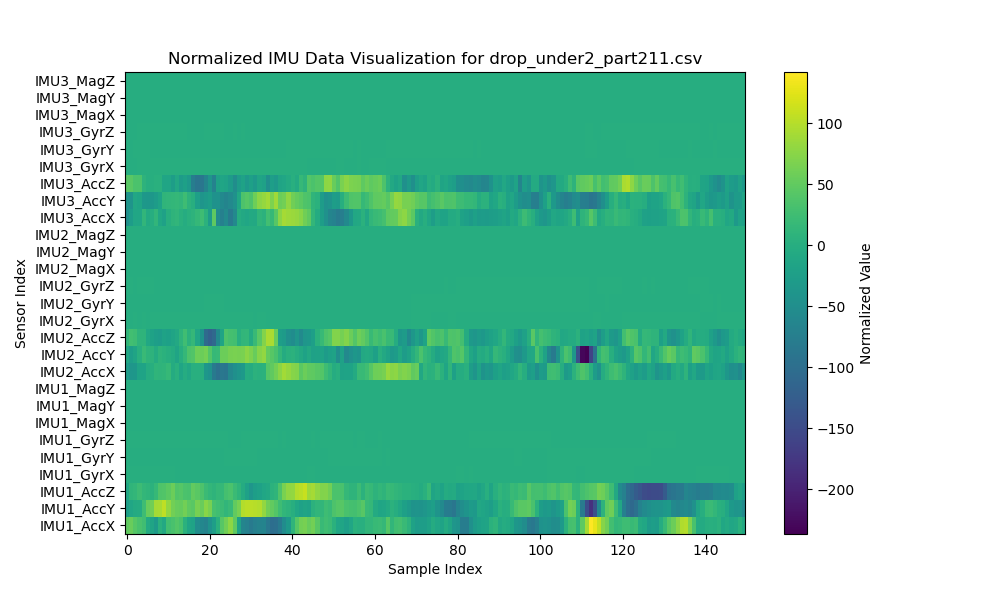 Normalized IMU Data Visualization for drop_under2_part211.csv
IMU3_MagZ
IMU3_MagY
IMU3_MagX
IMU3_GyrZ
IMU3_GyrY
IMU3_GyrX
IMU3_AccZ
IMU3_AccY
IMU3_AccX
IMU2_MagZ
IMU2_MagY
IMU2_MagX
IMU2_GyrZ
IMU2_GyrY
IMU2_GyrX
IMU2_AccZ
IMU2_AccY
IMU2_AccX
IMU1_MagZ
IMU1_MagY
IMU1_MagX
IMU1_GyrZ
IMU1_GyrY
IMU1_GyrX
IMU1_AccZ
IMU1_AccY
IMU1_AccX
Sensor Index
0 20 40 60 80 100 120 140
Sample Index
100
50
0
−50
−100
−150
−200
Normalized Value